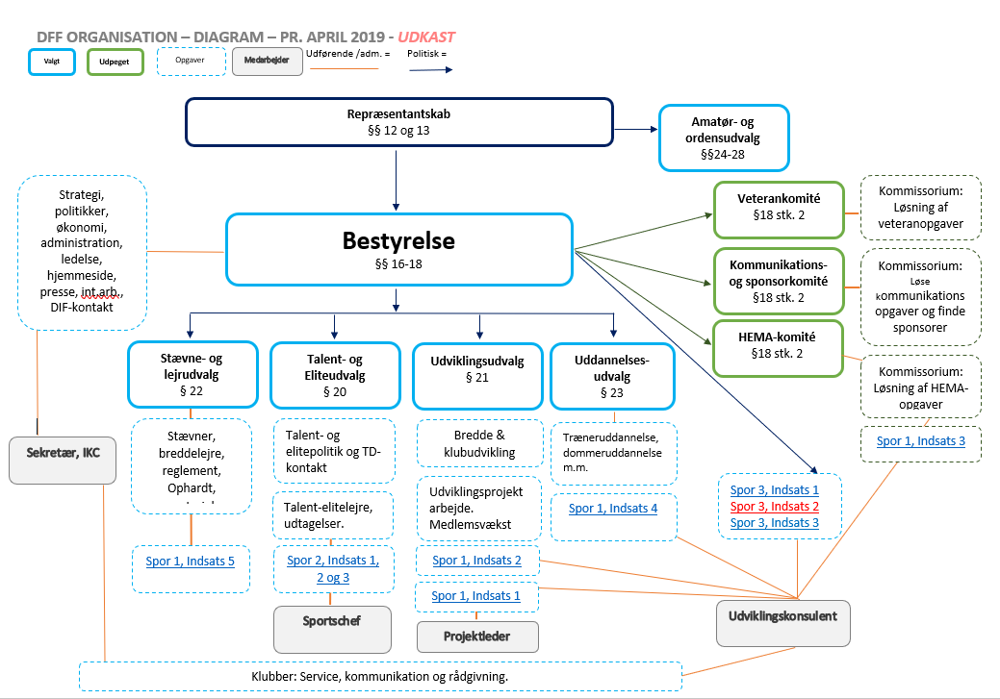 DFF ORGANISATION – DIAGRAM – PR. APRIL 2019 - UDKAST
Valgt
Udpeget
Opgaver
Medarbejder
Udførende /adm. =
Politisk =
Repræsentantskab
§§ 12 og 13
Amatør- og
ordensudvalg
§§24-28
Strategi,
politikker,
økonomi,
administration,
ledelse,
hjemmeside,
presse, int.arb.,
DIF-kontakt
Bestyrelse
§§ 16-18
Veterankomité
§18 stk. 2
Kommissorium:
Løsning af
veteranopgaver
Kommunikations-
og sponsorkomité
§18 stk. 2
Kommissorium:
Løse
kommunikations
opgaver og finde
sponsorer
HEMA-komité
§18 stk. 2
Kommissorium:
Løsning af HEMA-
opgaver
Spor 1, Indsats 3
Stævne- og
lejrudvalg
§ 22
Talent- og
Eliteudvalg
§ 20
Udviklingsudvalg
§ 21
Uddannelses-
udvalg
§ 23
Sekretær, IKC
Stævner,
breddelejre,
reglement,
Ophardt,
Spor 1, Indsats 5
Talent- og
elitepolitik og TD-
kontakt
Talent-elitelejre,
udtagelser.
Spor 2, Indsats 1,
2 og 3
Sportschef
Bredde &
klubudvikling
Udviklingsprojekt
arbejde.
Medlemsvækst
Spor 1, Indsats 2
Spor 1, Indsats 1
Projektleder
Træneruddannelse,
dommeruddannelse
m.m.
Spor 1, Indsats 4
Spor 3, Indsats 1
Spor 3, Indsats 2
Spor 3, Indsats 3
Udviklingskonsulent
Klubber: Service, kommunikation og rådgivning.